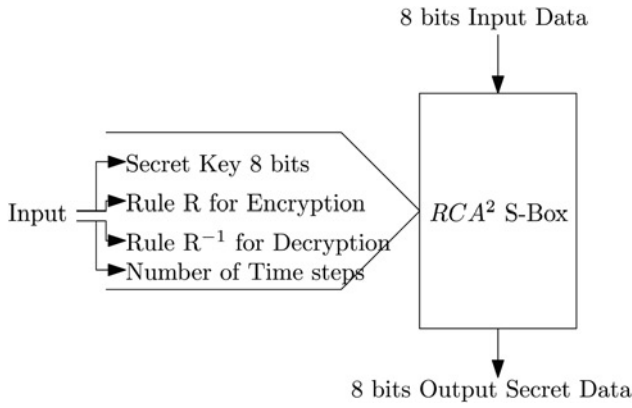 8 bits Input Data
Secret Key 8 bits
Rule R for Encryption
Input
RCA² S-Box
Rule R⁻¹ for Decryption
Number of Time steps
8 bits Output Secret Data